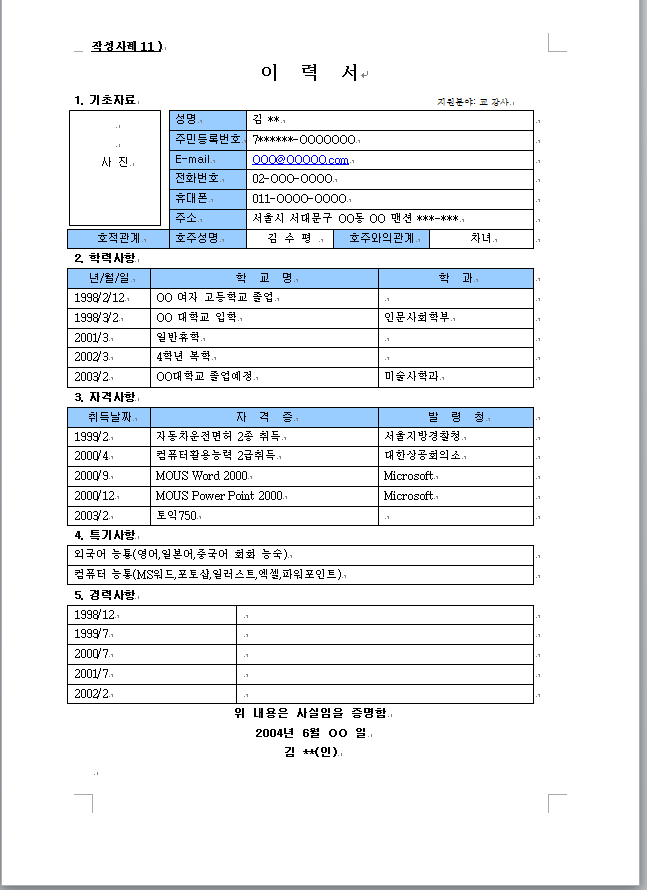 작성사례 11 )
이 력 서
1. 기초자료 지원분야: 교 강사
사 진
성명 김 **
주민등록번호 7******-OOOOOOO
E-mail OOO@OOOOO.com
전화번호 02-OOO-OOOO
휴대폰 011-OOOO-OOOO
주소 서울시 서대문구 OO동 OO 맨션 ***-***
호적관계 호주성명 김 수 평 호주와의관계 차녀
2. 학력사항
년/월/일 학 교 명 학 과
1998/2/12 OO 여자 고등학교 졸업
1998/3/2 OO 대학교 입학 인문사회학부
2001/3 일반휴학
2002/3 4학년 복학
2003/2 OO대학교 졸업예정 미술사학과
3. 자격사항
취득날짜 자 격 증 발 령 청
1999/2 자동차운전면허 2종 취득 서울지방경찰청
2000/4 컴퓨터활용능력 2급취득 대한상공회의소
2000/9 MOUS Word 2000 Microsoft
2000/12 MOUS Power Point 2000 Microsoft
2003/2 토익750
4. 특기사항
외국어 능통(영어,일본어,중국어 회화 능숙)
컴퓨터 능통(MS워드,포토샵,일러스트,엑셀,파워포인트)
5. 경력사항
1998/12
1999/7
2000/7
2001/7
2002/2
위 내용은 사실임을 증명함
2004년 6월 OO 일
김 **(인)